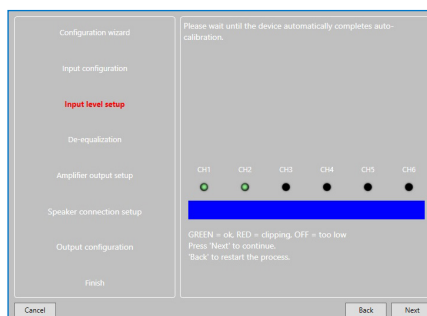 Configuration wizard
Input configuration
Input level setup
De-equalization
Amplifier output setup
Speaker connection setup
Output configuration
Finish
Please wait until the device automatically completes auto-
calibration.
CH1 CH2 CH3 CH4 CH5 CH6
GREEN = ok, RED = clipping, OFF = too low
Press 'Next' to continue.
'Back' to restart the process.
Cancel Back Next